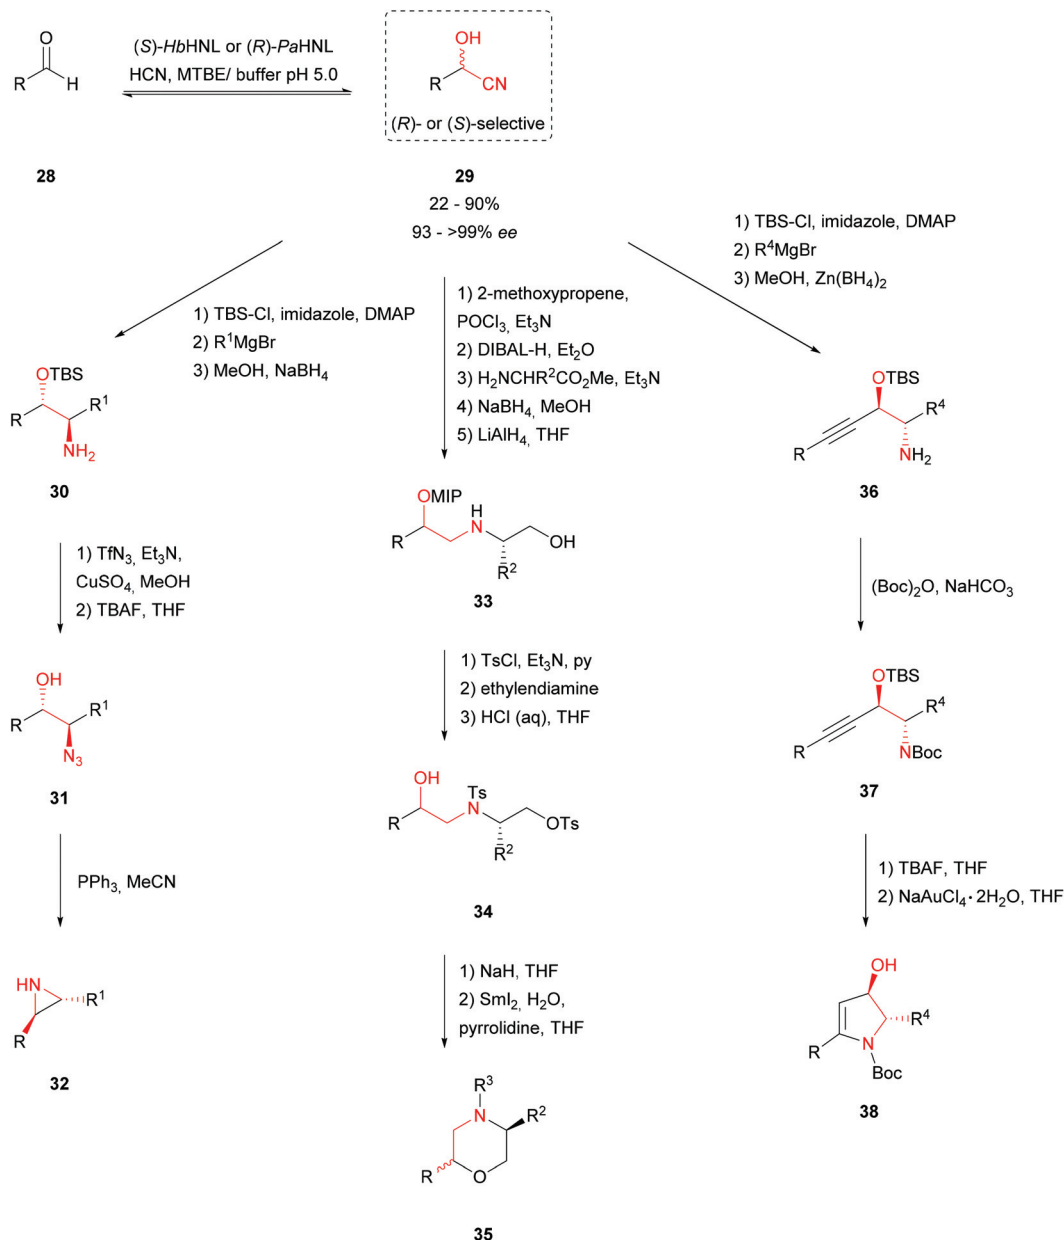 O
R
H
28
(S)-HbHNL or (R)-PaHNL
HCN, MTBE/ buffer pH 5.0
OH
R
CN
(R)- or (S)-selective
29
22 - 90%
93 - >99% ee
1) TBS-Cl, imidazole, DMAP
2) R¹MgBr
3) MeOH, NaBH₄
1) 2-methoxypropene,
POCl₃, Et₃N
2) DIBAL-H, Et₂O
3) H₂NCHR²CO₂Me, Et₃N
4) NaBH₄, MeOH
5) LiAlH₄, THF
1) TBS-Cl, imidazole, DMAP
2) R⁴MgBr
3) MeOH, Zn(BH₄)₂
OTBS
R
R¹
NH₂
30
1) TfN₃, Et₃N,
CuSO₄, MeOH
2) TBAF, THF
OH
R
R¹
N₃
31
PPh₃, MeCN
HN
R¹
R
32
OMIP
H
R
N
OH
R²
33
1) TsCl, Et₃N, py
2) ethylendiamine
3) HCl (aq), THF
OH
Ts
R
N
OTs
R²
34
1) NaH, THF
2) SmI₂, H₂O,
pyrrolidine, THF
R³
N
R²
R
O
35
OTBS
R⁴
R
NH₂
36
(Boc)₂O, NaHCO₃
OTBS
R⁴
R
NBoc
37
1) TBAF, THF
2) NaAuCl₄·2H₂O, THF
OH
R⁴
R
N
Boc
38